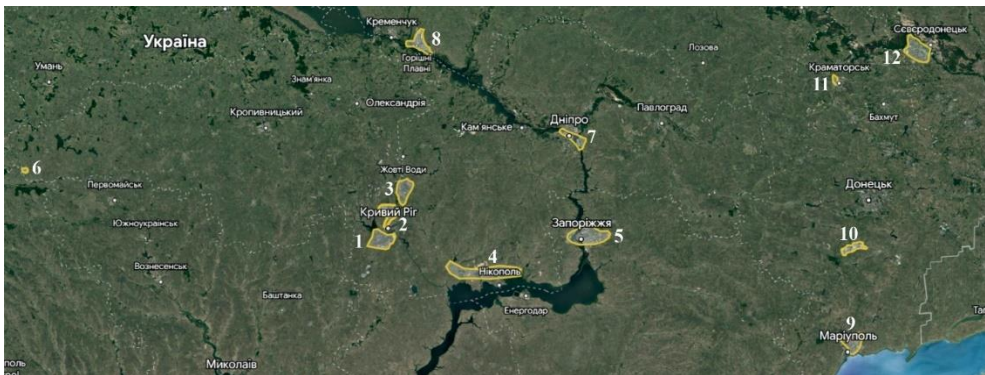 Кременчук
8
Україна
Горішні
Плавні
Сєвєродонецьк
12
Лозова
Умань
Краматорськ
11
Знам'янка
Олександрія
Кропивницький
Павлоград
Бахмут
Кам'янське
Дніпро
7
6
Жовті Води
3
Первомайськ
Донецьк
Кривий Ріг
2
Южноукраїнськ
Запоріжжя
1
5
10
4
Нікополь
Вознесенськ
Баштанка
Енергодар
9
Маріуполь
Миколаїв